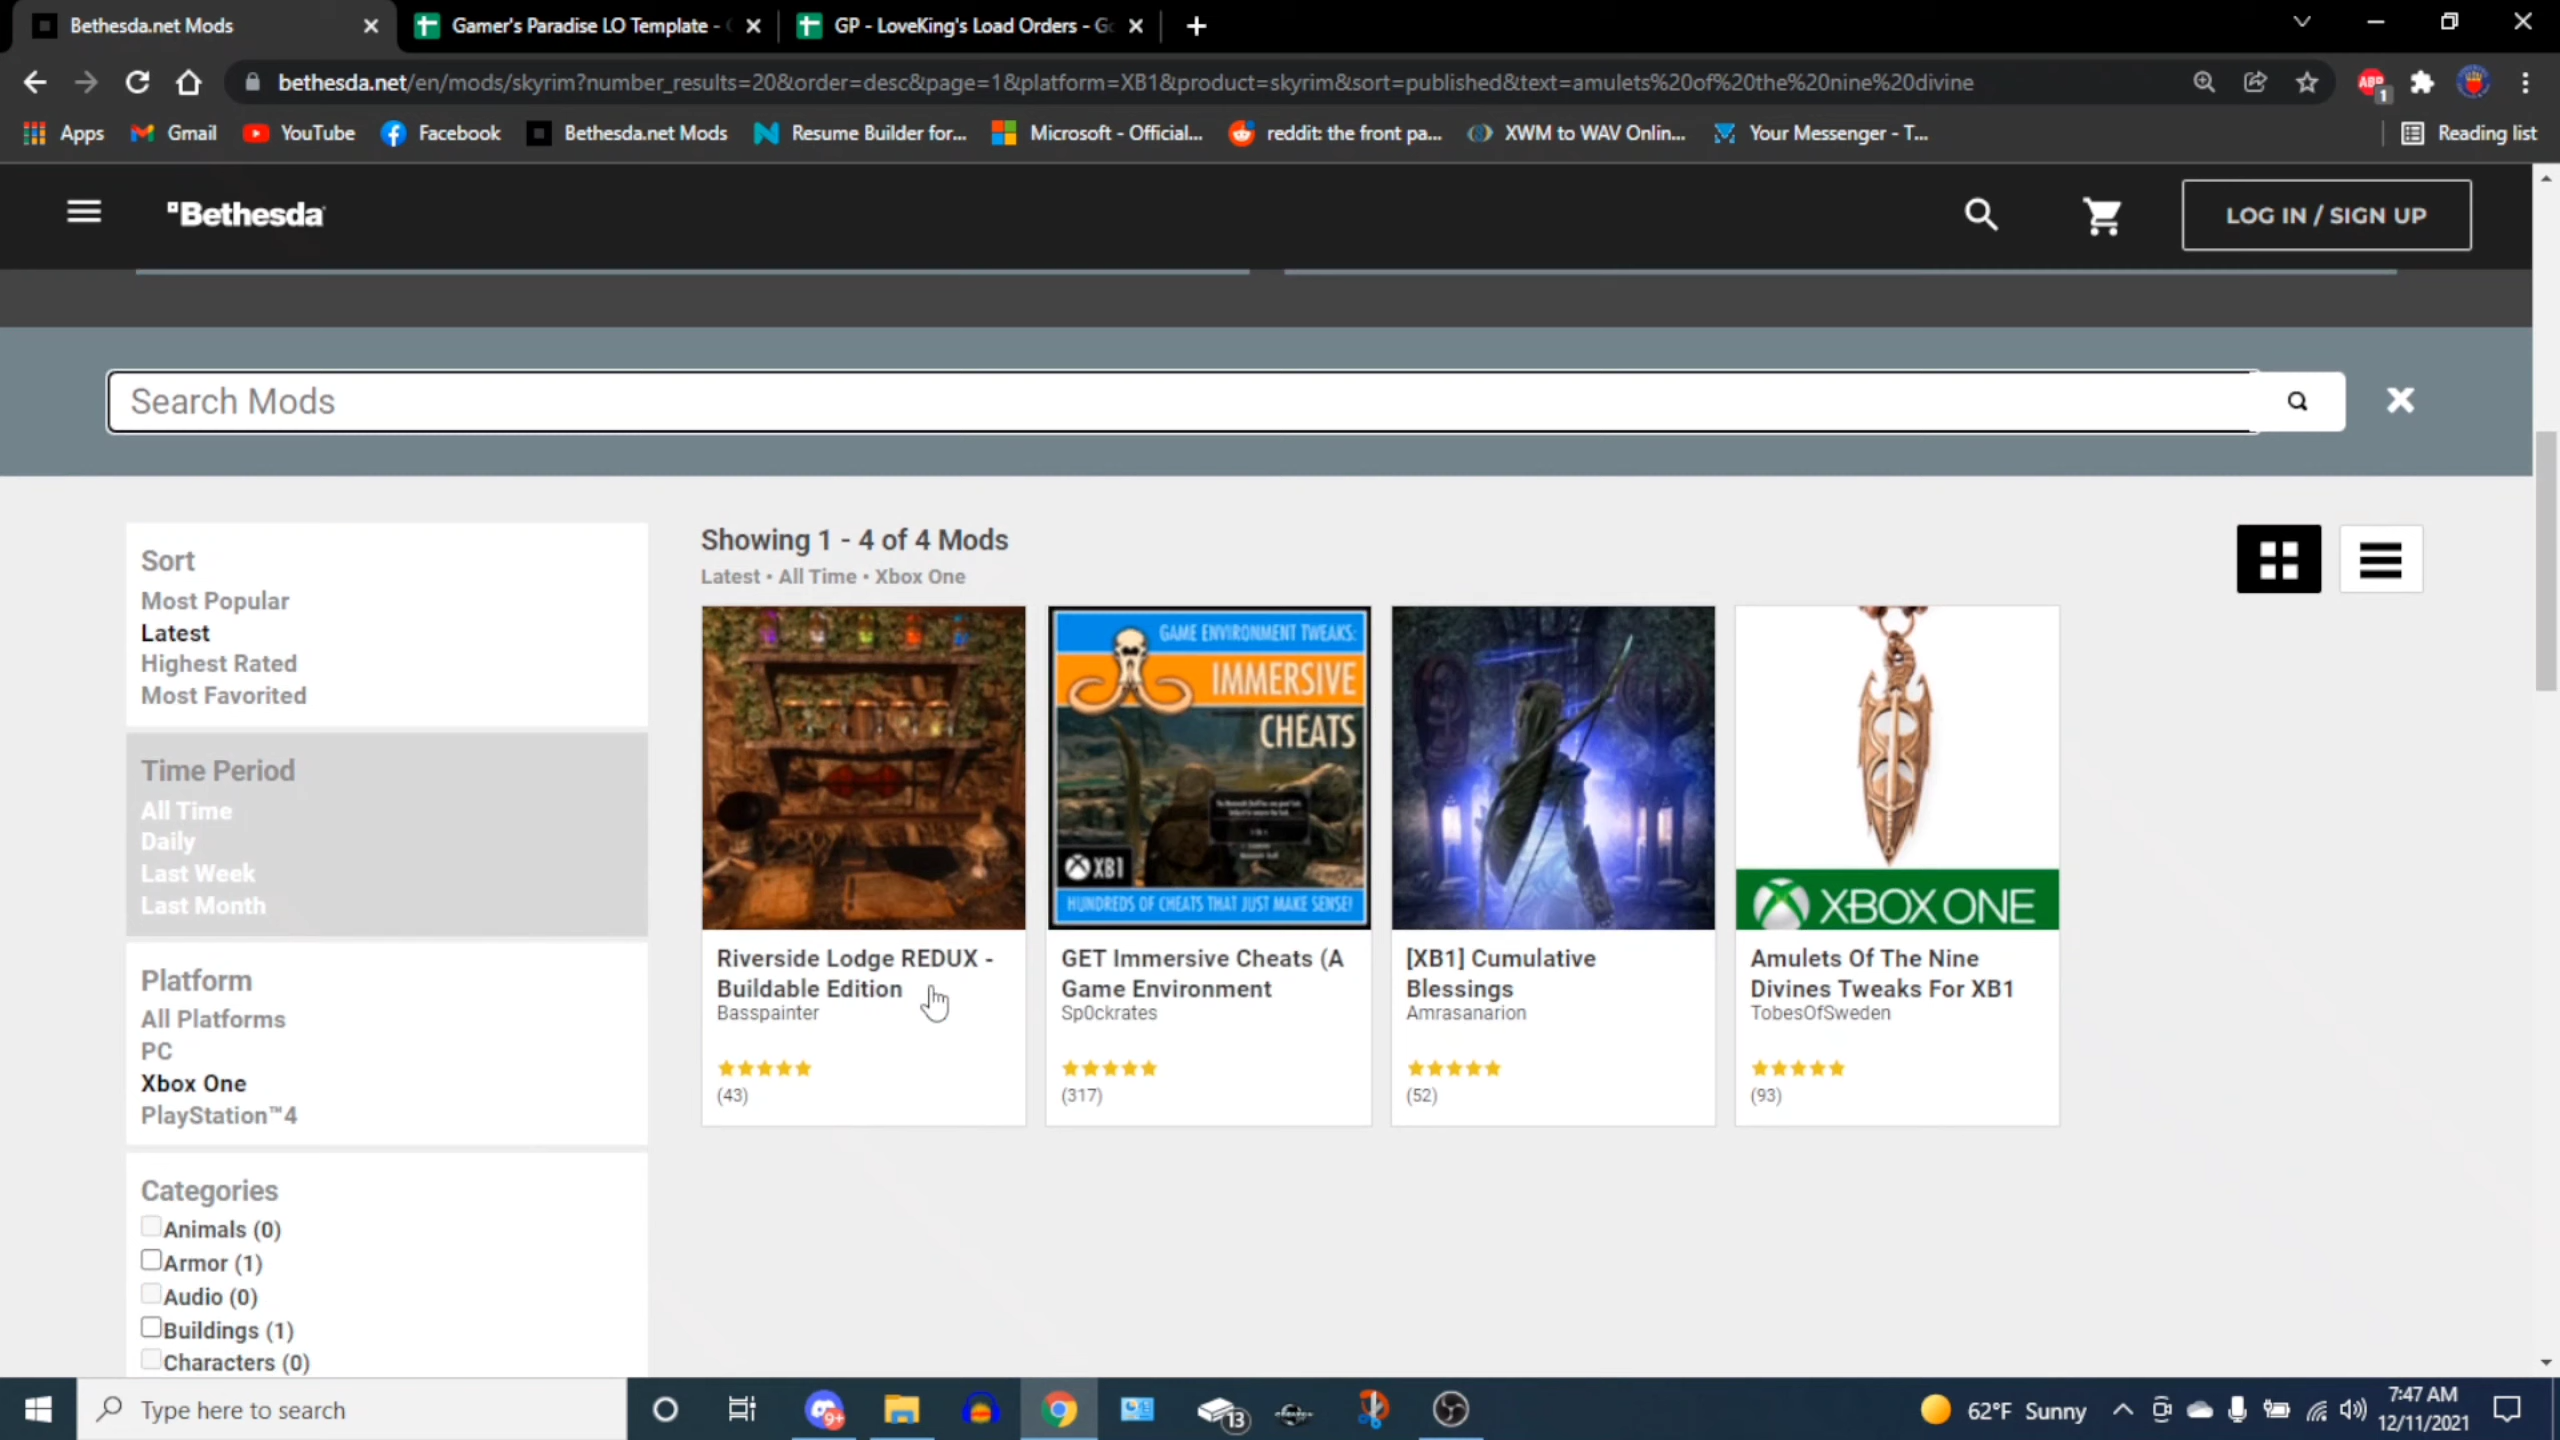 Bethesda.net Mods
Gamer's Paradise LO Template -
GP - LoveKing's Load Orders - Go
bethesda.net/en/mods/skyrim?number_results=20&order=desc&page=1&platform=XB1&product=skyrim&sort=published&text=amulets%20of%20the%20nine%20divine
ABP
1
Apps
Gmail
YouTube
Facebook
Bethesda.net Mods
Resume Builder for...
Microsoft - Official...
reddit: the front pa...
XWM to WAV Onlin...
Your Messenger - T...
Reading list
Bethesda
LOG IN / SIGN UP
Search Mods
Sort
Most Popular
Latest
Highest Rated
Most Favorited
Time Period
All Time
Daily
Last Week
Last Month
Platform
All Platforms
PC
Xbox One
PlayStation™4
Categories
Animals (0)
Armor (1)
Audio (0)
Buildings (1)
Characters (0)
Showing 1 - 4 of 4 Mods
Latest • All Time • Xbox One
Riverside Lodge REDUX -
Buildable Edition
Basspainter
(43)
GAME ENVIRONMENT TWEAKS:
IMMERSIVE
CHEATS
XB1
HUNDREDS OF CHEATS THAT JUST MAKE SENSE!
GET Immersive Cheats (A
Game Environment
Sp0ckrates
(317)
[XB1] Cumulative
Blessings
Amrasanarion
(52)
XBOX ONE
Amulets Of The Nine
Divines Tweaks For XB1
TobesOfSweden
(93)
Type here to search
9+
13
62°F Sunny
7:47 AM
12/11/2021